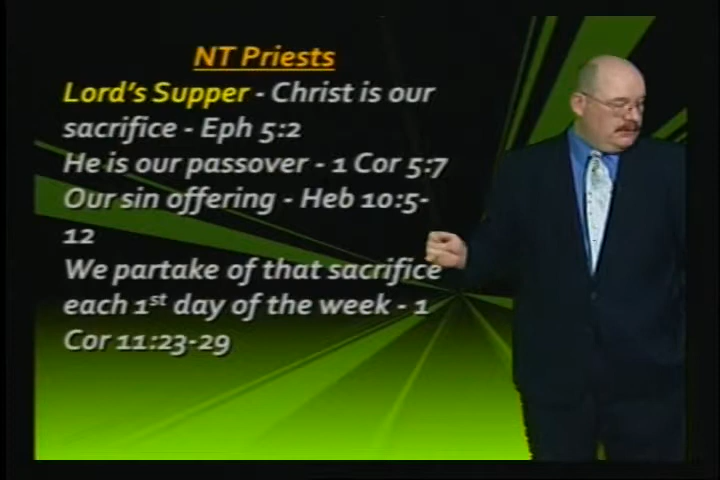 NT Priests
Lord's Supper - Christ is our
sacrifice - Eph 5:2
He is our passover - 1 Cor 5:7
Our sin offering - Heb 10:5-
12
We partake of that sacrifice
each 1st day of the week - 1
Cor 11:23-29